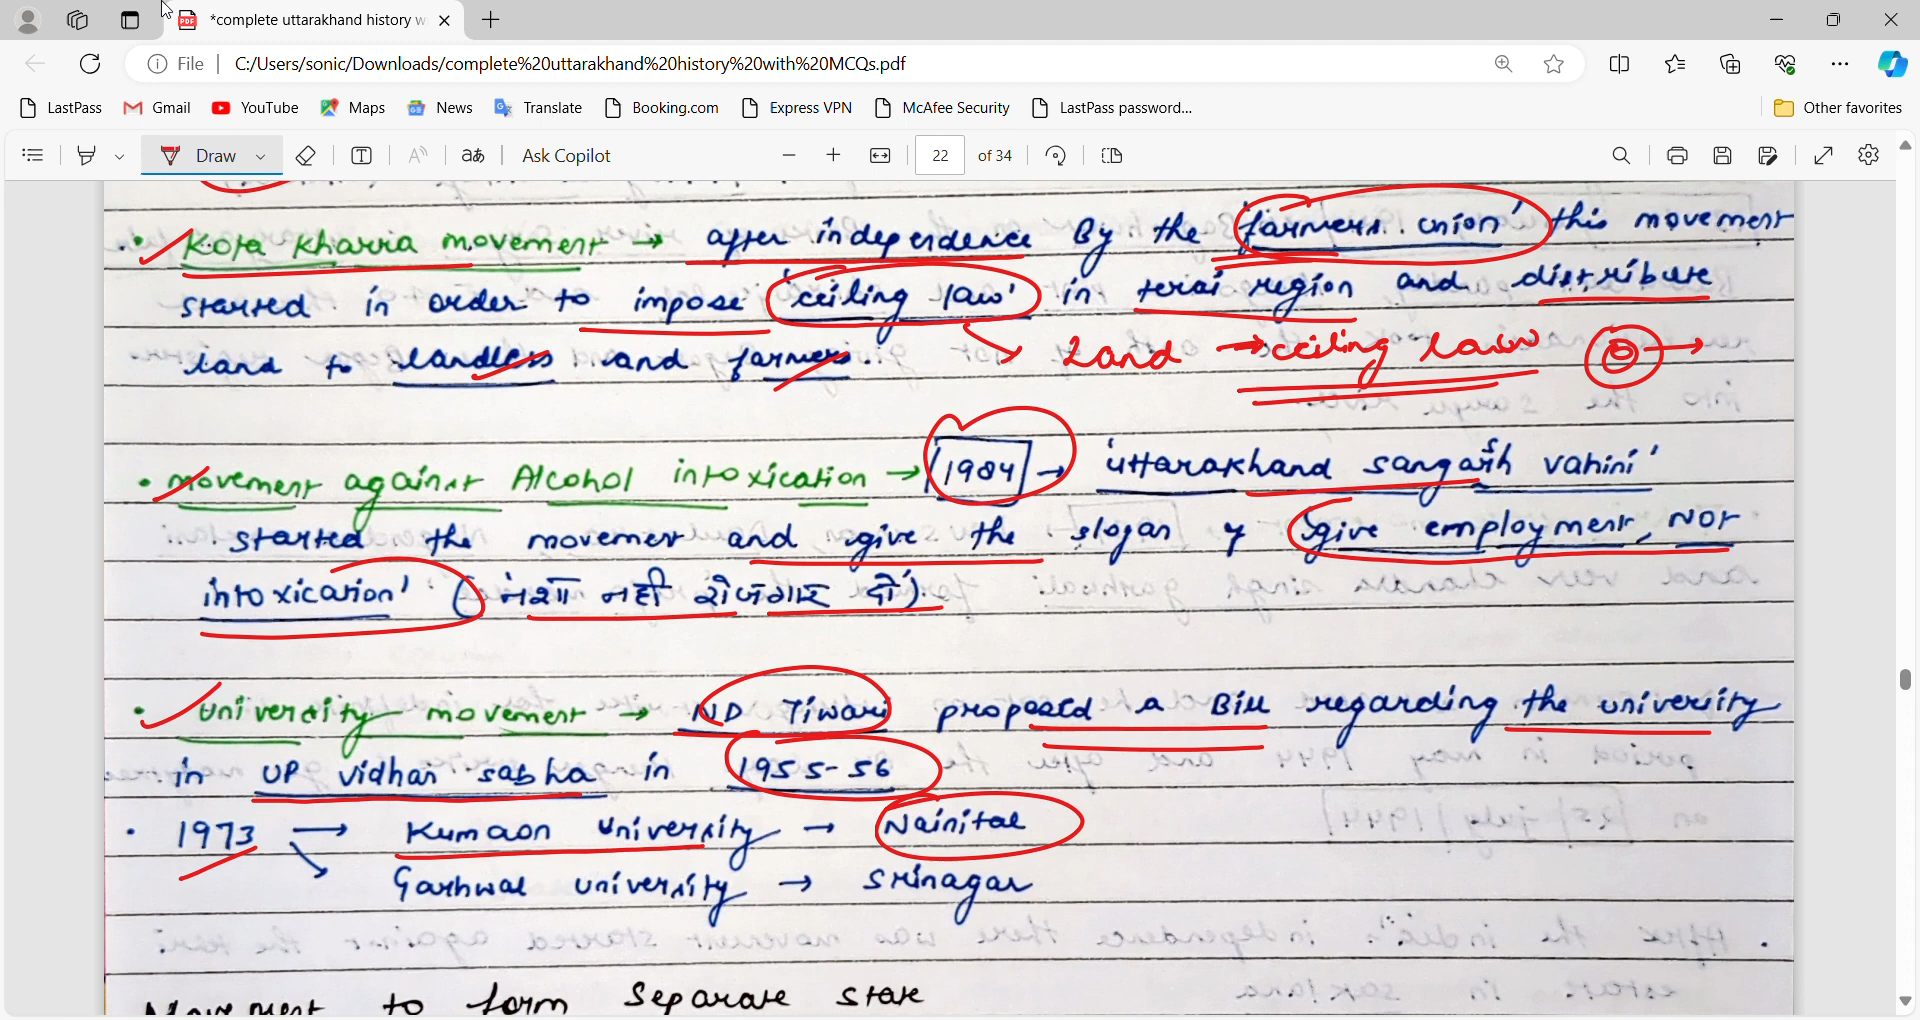 *complete uttarakhand history w
File C:/Users/sonic/Downloads/complete%20uttarakhand%20history%20with%20MCQs.pdf
LastPass Gmail YouTube Maps News Translate Booking.com Express VPN McAfee Security LastPass password... Other favorites
Draw aあ Ask Copilot 22 of 34
• Kota Kharra movement → after independence By the 'farmers union' this movement
started in order to impose 'ceiling law' in terai region and distribute
land to landless and farmers.
Land → ceiling law
• movement against Alcohol intoxication → 1984 → 'uttarakhand sangarsh vahini'
started the movement and give the slogan of 'give employment, NOT
intoxication' (नशा नहीं रोजगार दो).
• University movement → ND Tiwari proposed a Bill regarding the university
in UP vidhan sabha in 1955-56
• 1973 → Kumaon University → Nainital
Garhwal university → Srinagar
Movement to form Separate state